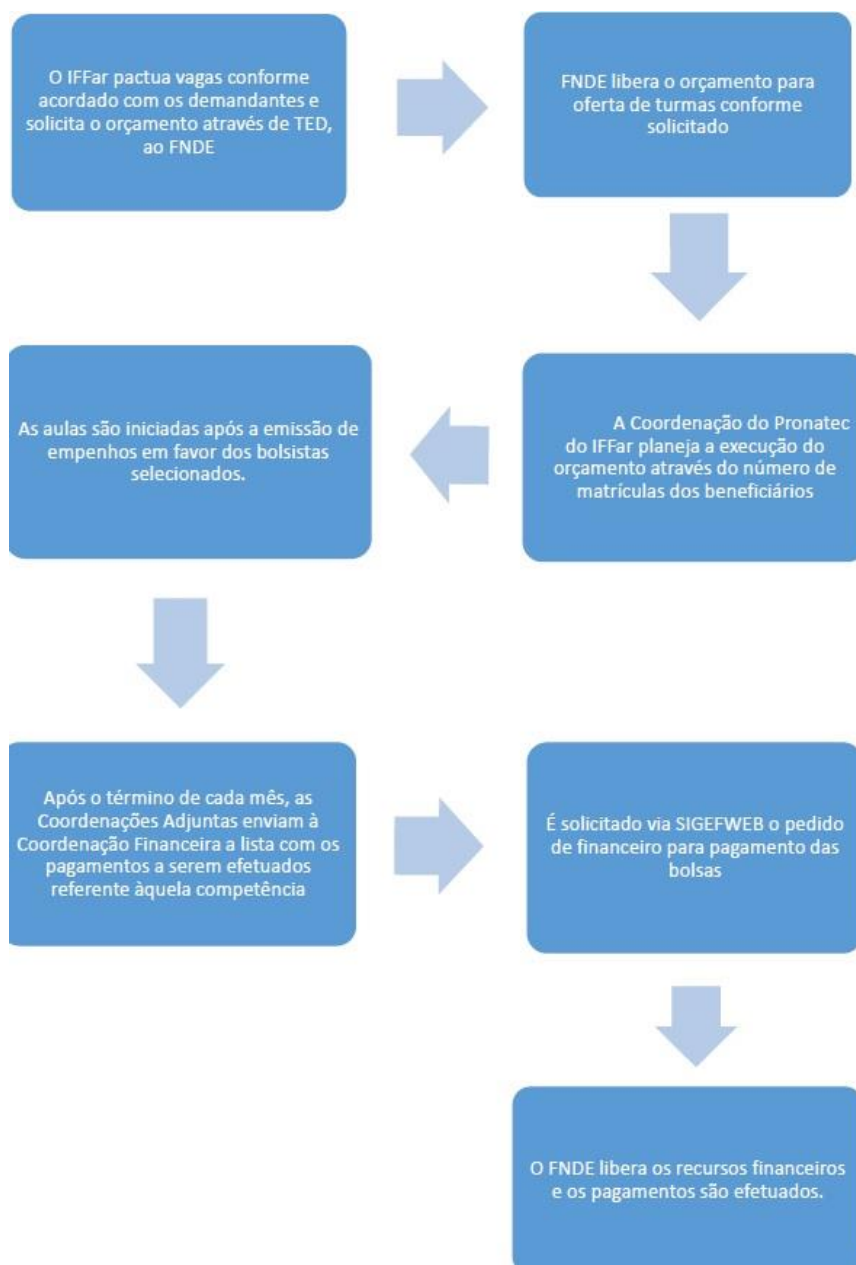 O IFFar pactua vagas conforme
acordado com os demandantes e
solicita o orçamento através de TED,
ao FNDE
FNDE libera o orçamento para
oferta de turmas conforme
solicitado
A Coordenação do Pronatec
do IFFar planeja a execução do
orçamento através do número de
matrículas dos beneficiários
As aulas são iniciadas após a emissão de
empenhos em favor dos bolsistas
selecionados.
Após o término de cada mês, as
Coordenações Adjuntas enviam à
Coordenação Financeira a lista com os
pagamentos a serem efetuados
referente àquela competência
É solicitado via SIGEFWEB o pedido
de financeiro para pagamento das
bolsas
O FNDE libera os recursos financeiros
e os pagamentos são efetuados.